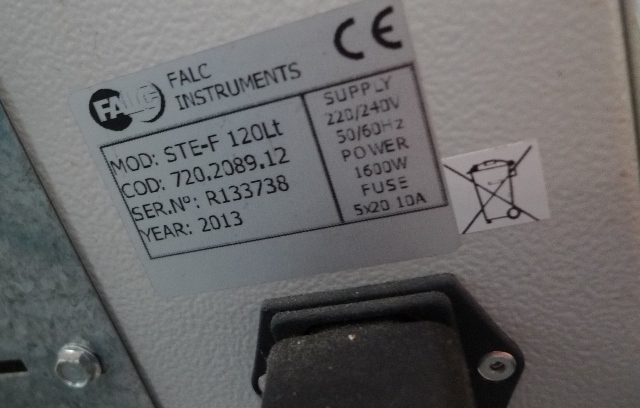 FALC
FALC
INSTRUMENTS
CE
MOD: STE-F 120Lt
COD: 720.2089.12
SER.N°: R133738
YEAR: 2013
SUPPLY
220/240V
50/60Hz
POWER
1600W
FUSE
5x20 10A